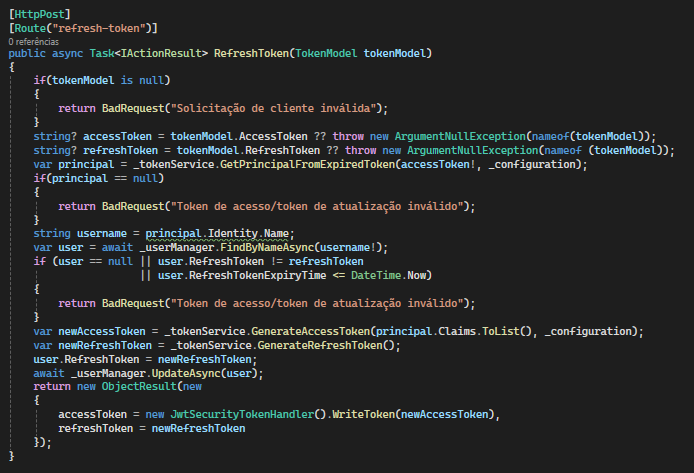 [HttpPost]
[Route("refresh-token")]
0 referências
public async Task<IActionResult> RefreshToken(TokenModel tokenModel)
{
    if(tokenModel is null)
    {
        return BadRequest("Solicitação de cliente inválida");
    }
    string? accessToken = tokenModel.AccessToken ?? throw new ArgumentNullException(nameof(tokenModel));
    string? refreshToken = tokenModel.RefreshToken ?? throw new ArgumentNullException(nameof (tokenModel));
    var principal = _tokenService.GetPrincipalFromExpiredToken(accessToken!, _configuration);
    if(principal == null)
    {
        return BadRequest("Token de acesso/token de atualização inválido");
    }
    string username = principal.Identity.Name;
    var user = await _userManager.FindByNameAsync(username!);
    if (user == null || user.RefreshToken != refreshToken
                     || user.RefreshTokenExpiryTime <= DateTime.Now)
    {
        return BadRequest("Token de acesso/token de atualização inválido");
    }
    var newAccessToken = _tokenService.GenerateAccessToken(principal.Claims.ToList(), _configuration);
    var newRefreshToken = _tokenService.GenerateRefreshToken();
    user.RefreshToken = newRefreshToken;
    await _userManager.UpdateAsync(user);
    return new ObjectResult(new
    {
        accessToken = new JwtSecurityTokenHandler().WriteToken(newAccessToken),
        refreshToken = newRefreshToken
    });
}